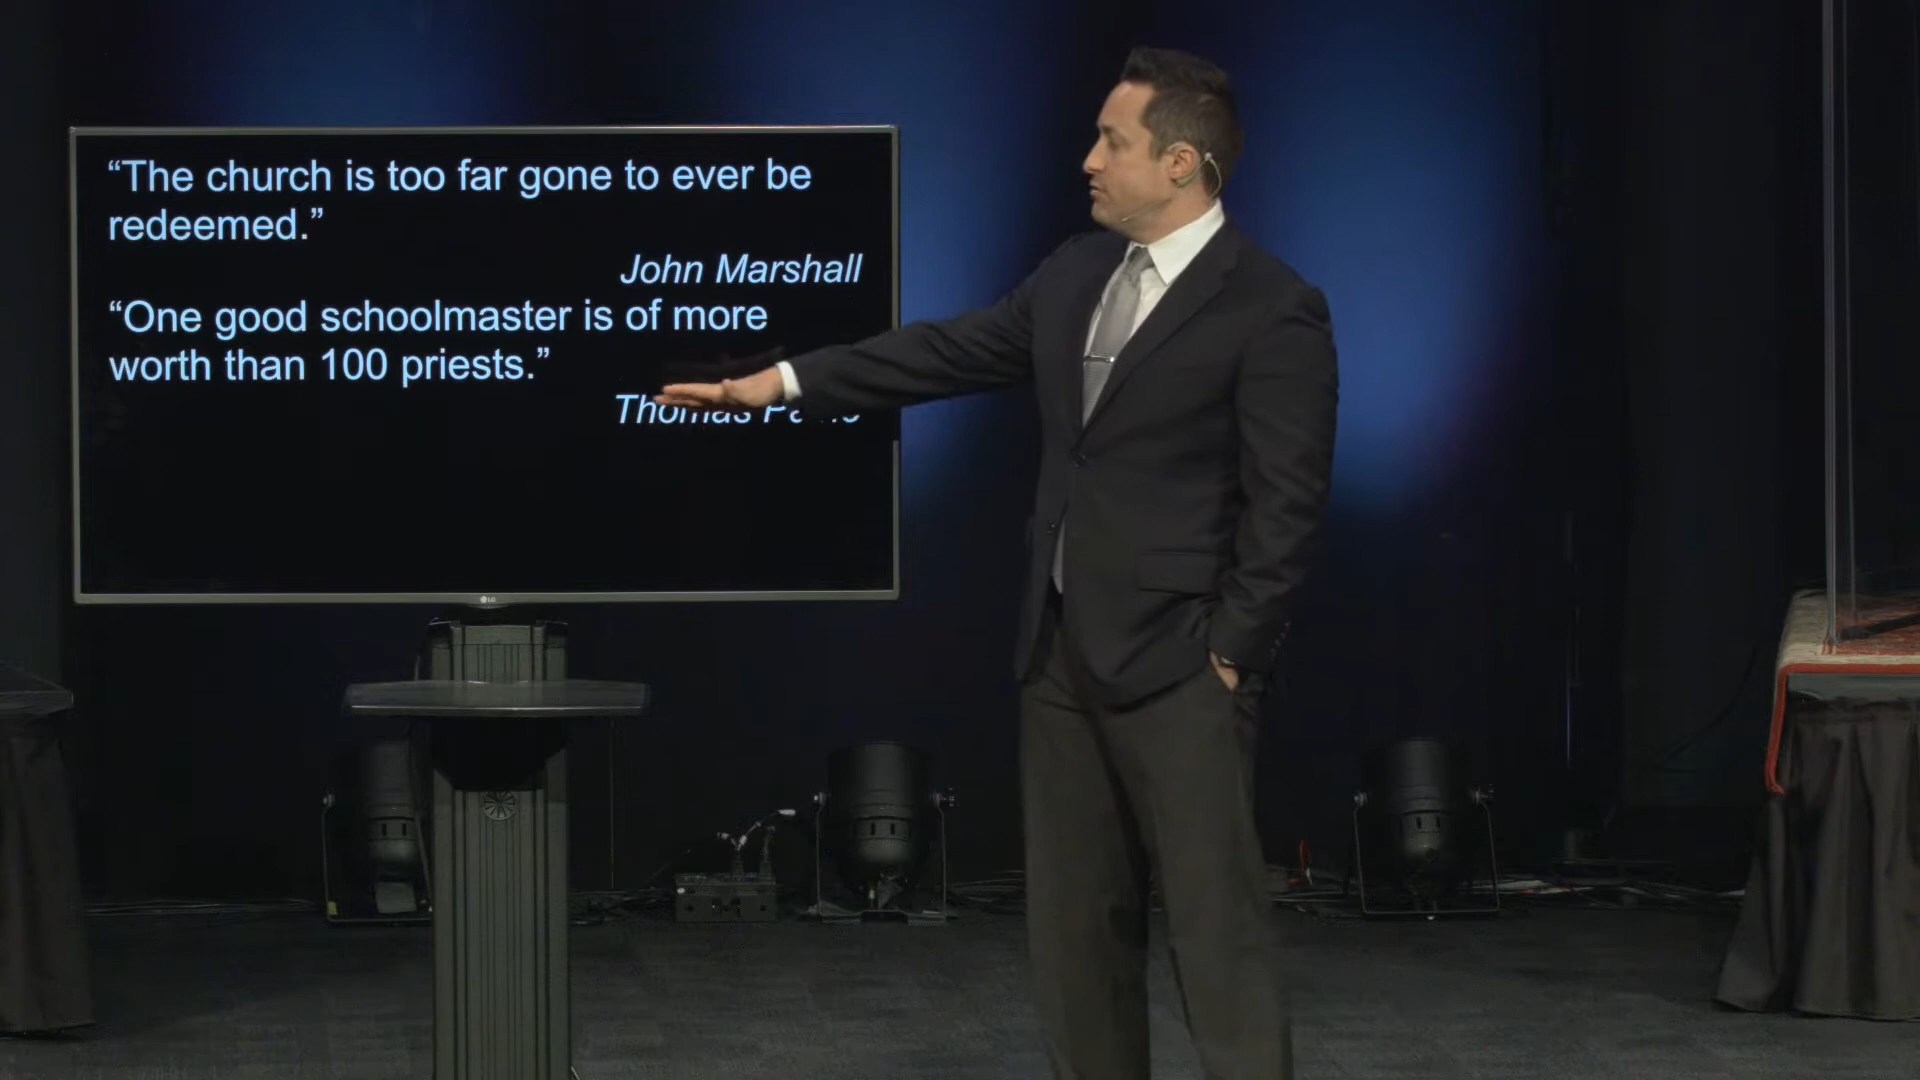 “The church is too far gone to ever be
redeemed.”
John Marshall
“One good schoolmaster is of more
worth than 100 priests.”
Thomas
LG